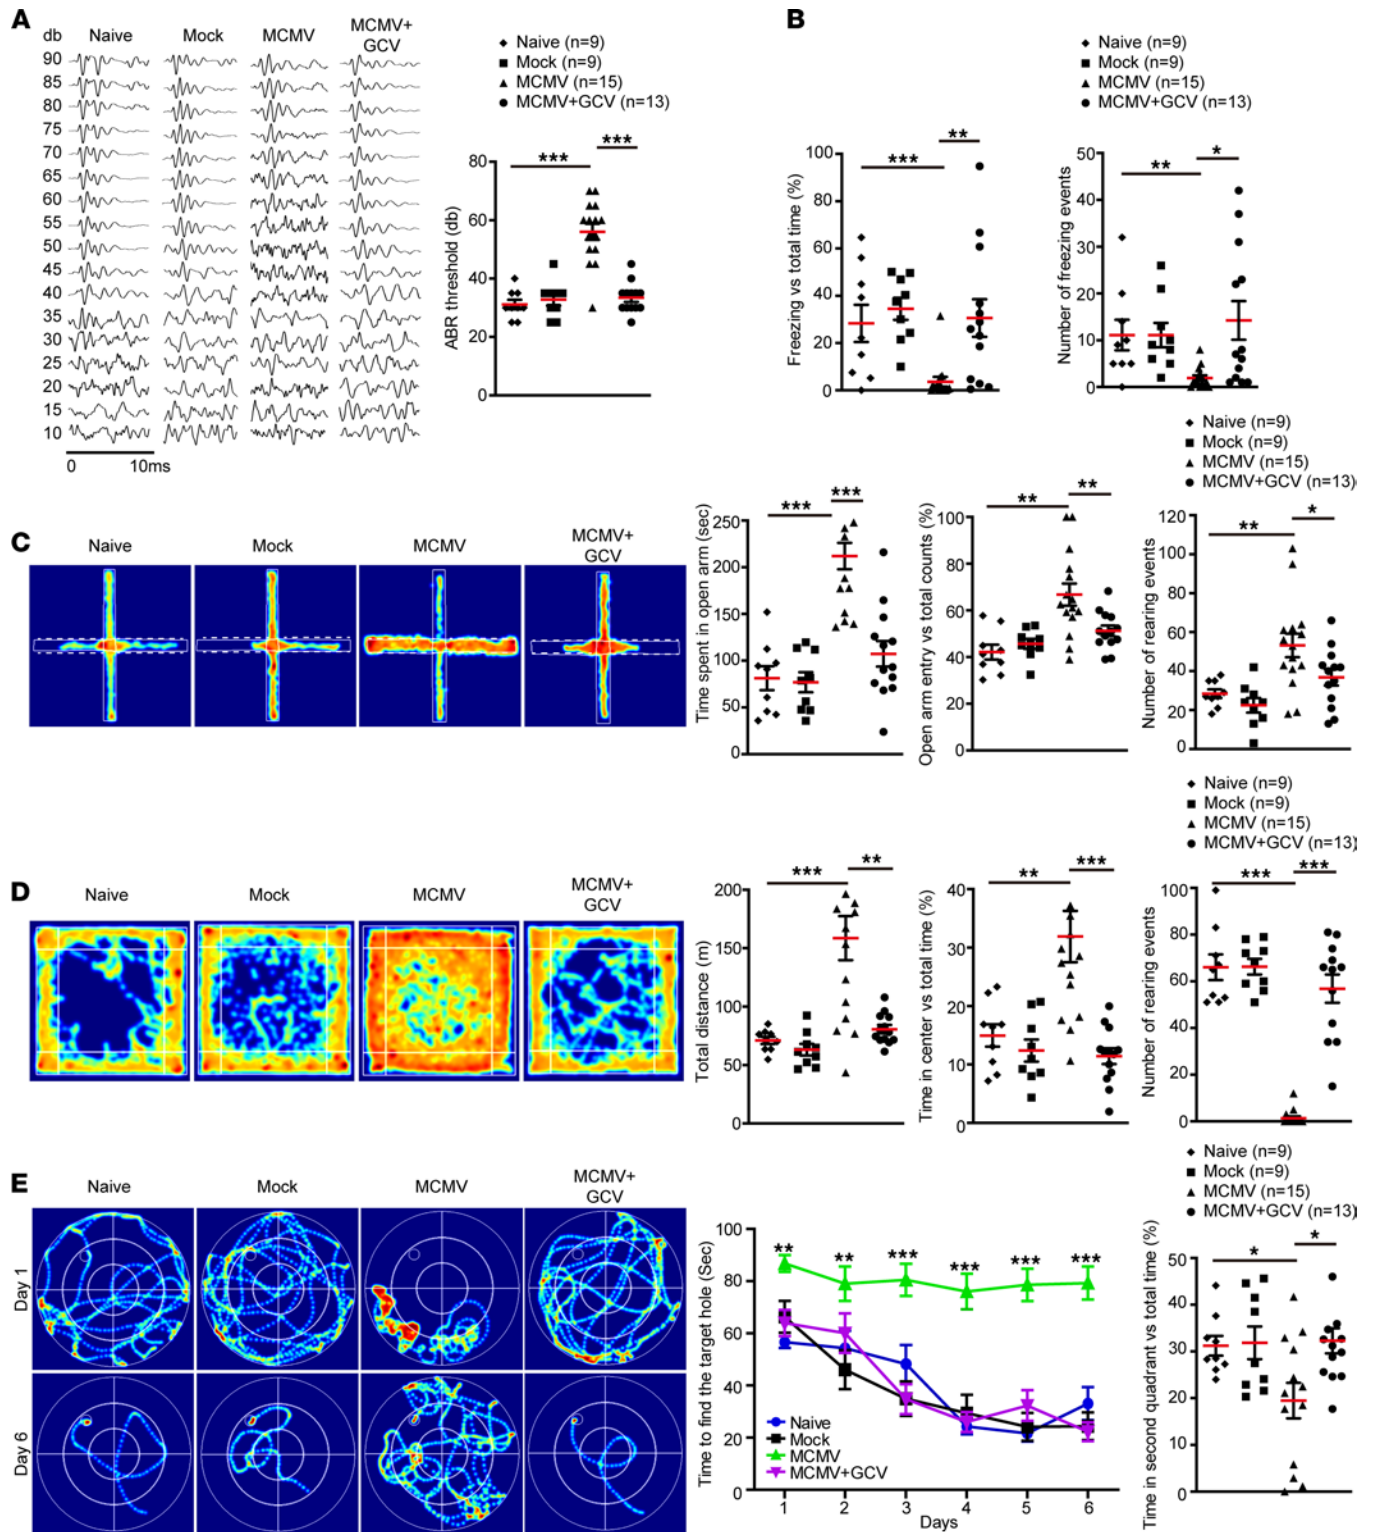 A
db
Naive
Mock
MCMV
MCMV+
GCV
90
85
80
75
70
65
60
55
50
45
40
35
30
25
20
15
10
0
10ms
Naive (n=9)
Mock (n=9)
MCMV (n=15)
MCMV+GCV (n=13)
***
***
ABR threshold (db)
80
60
40
20
0
B
Naive (n=9)
Mock (n=9)
MCMV (n=15)
MCMV+GCV (n=13)
***
**
Freezing vs total time (%)
100
80
60
40
20
0
**
*
Number of freezing events
50
40
30
20
10
0
C
Naive
Mock
MCMV
MCMV+
GCV
***
***
Time spent in open arm (sec)
250
200
150
100
50
0
**
**
Open arm entry vs total counts (%)
100
80
60
40
20
0
Naive (n=9)
Mock (n=9)
MCMV (n=15)
MCMV+GCV (n=13)
**
*
Number of rearing events
120
100
80
60
40
20
0
D
Naive
Mock
MCMV
MCMV+
GCV
***
**
Total distance (m)
200
150
100
50
0
**
***
Time in center vs total time (%)
40
30
20
10
0
Naive (n=9)
Mock (n=9)
MCMV (n=15)
MCMV+GCV (n=13)
***
***
Number of rearing events
100
80
60
40
20
0
E
Naive
Mock
MCMV
MCMV+
GCV
Day 1
Day 6
Time to find the target hole (Sec)
100
80
60
40
20
0
**
**
***
***
***
***
Naive
Mock
MCMV
MCMV+GCV
1
2
3
4
5
6
Days
Naive (n=9)
Mock (n=9)
MCMV (n=15)
MCMV+GCV (n=13)
*
*
Time in second quadrant vs total time (%)
50
40
30
20
10
0